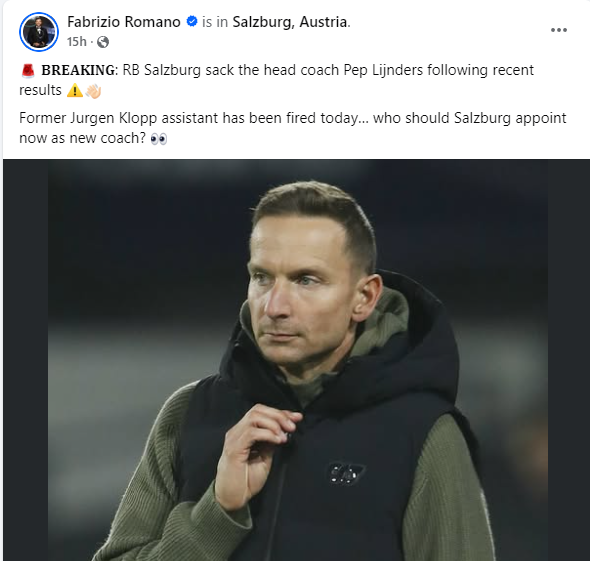 Fabrizio Romano is in Salzburg, Austria.
15h ·
🚨 BREAKING: RB Salzburg sack the head coach Pep Lijnders following recent
results ⚠️👋🏻
Former Jurgen Klopp assistant has been fired today... who should Salzburg appoint
now as new coach? 👀